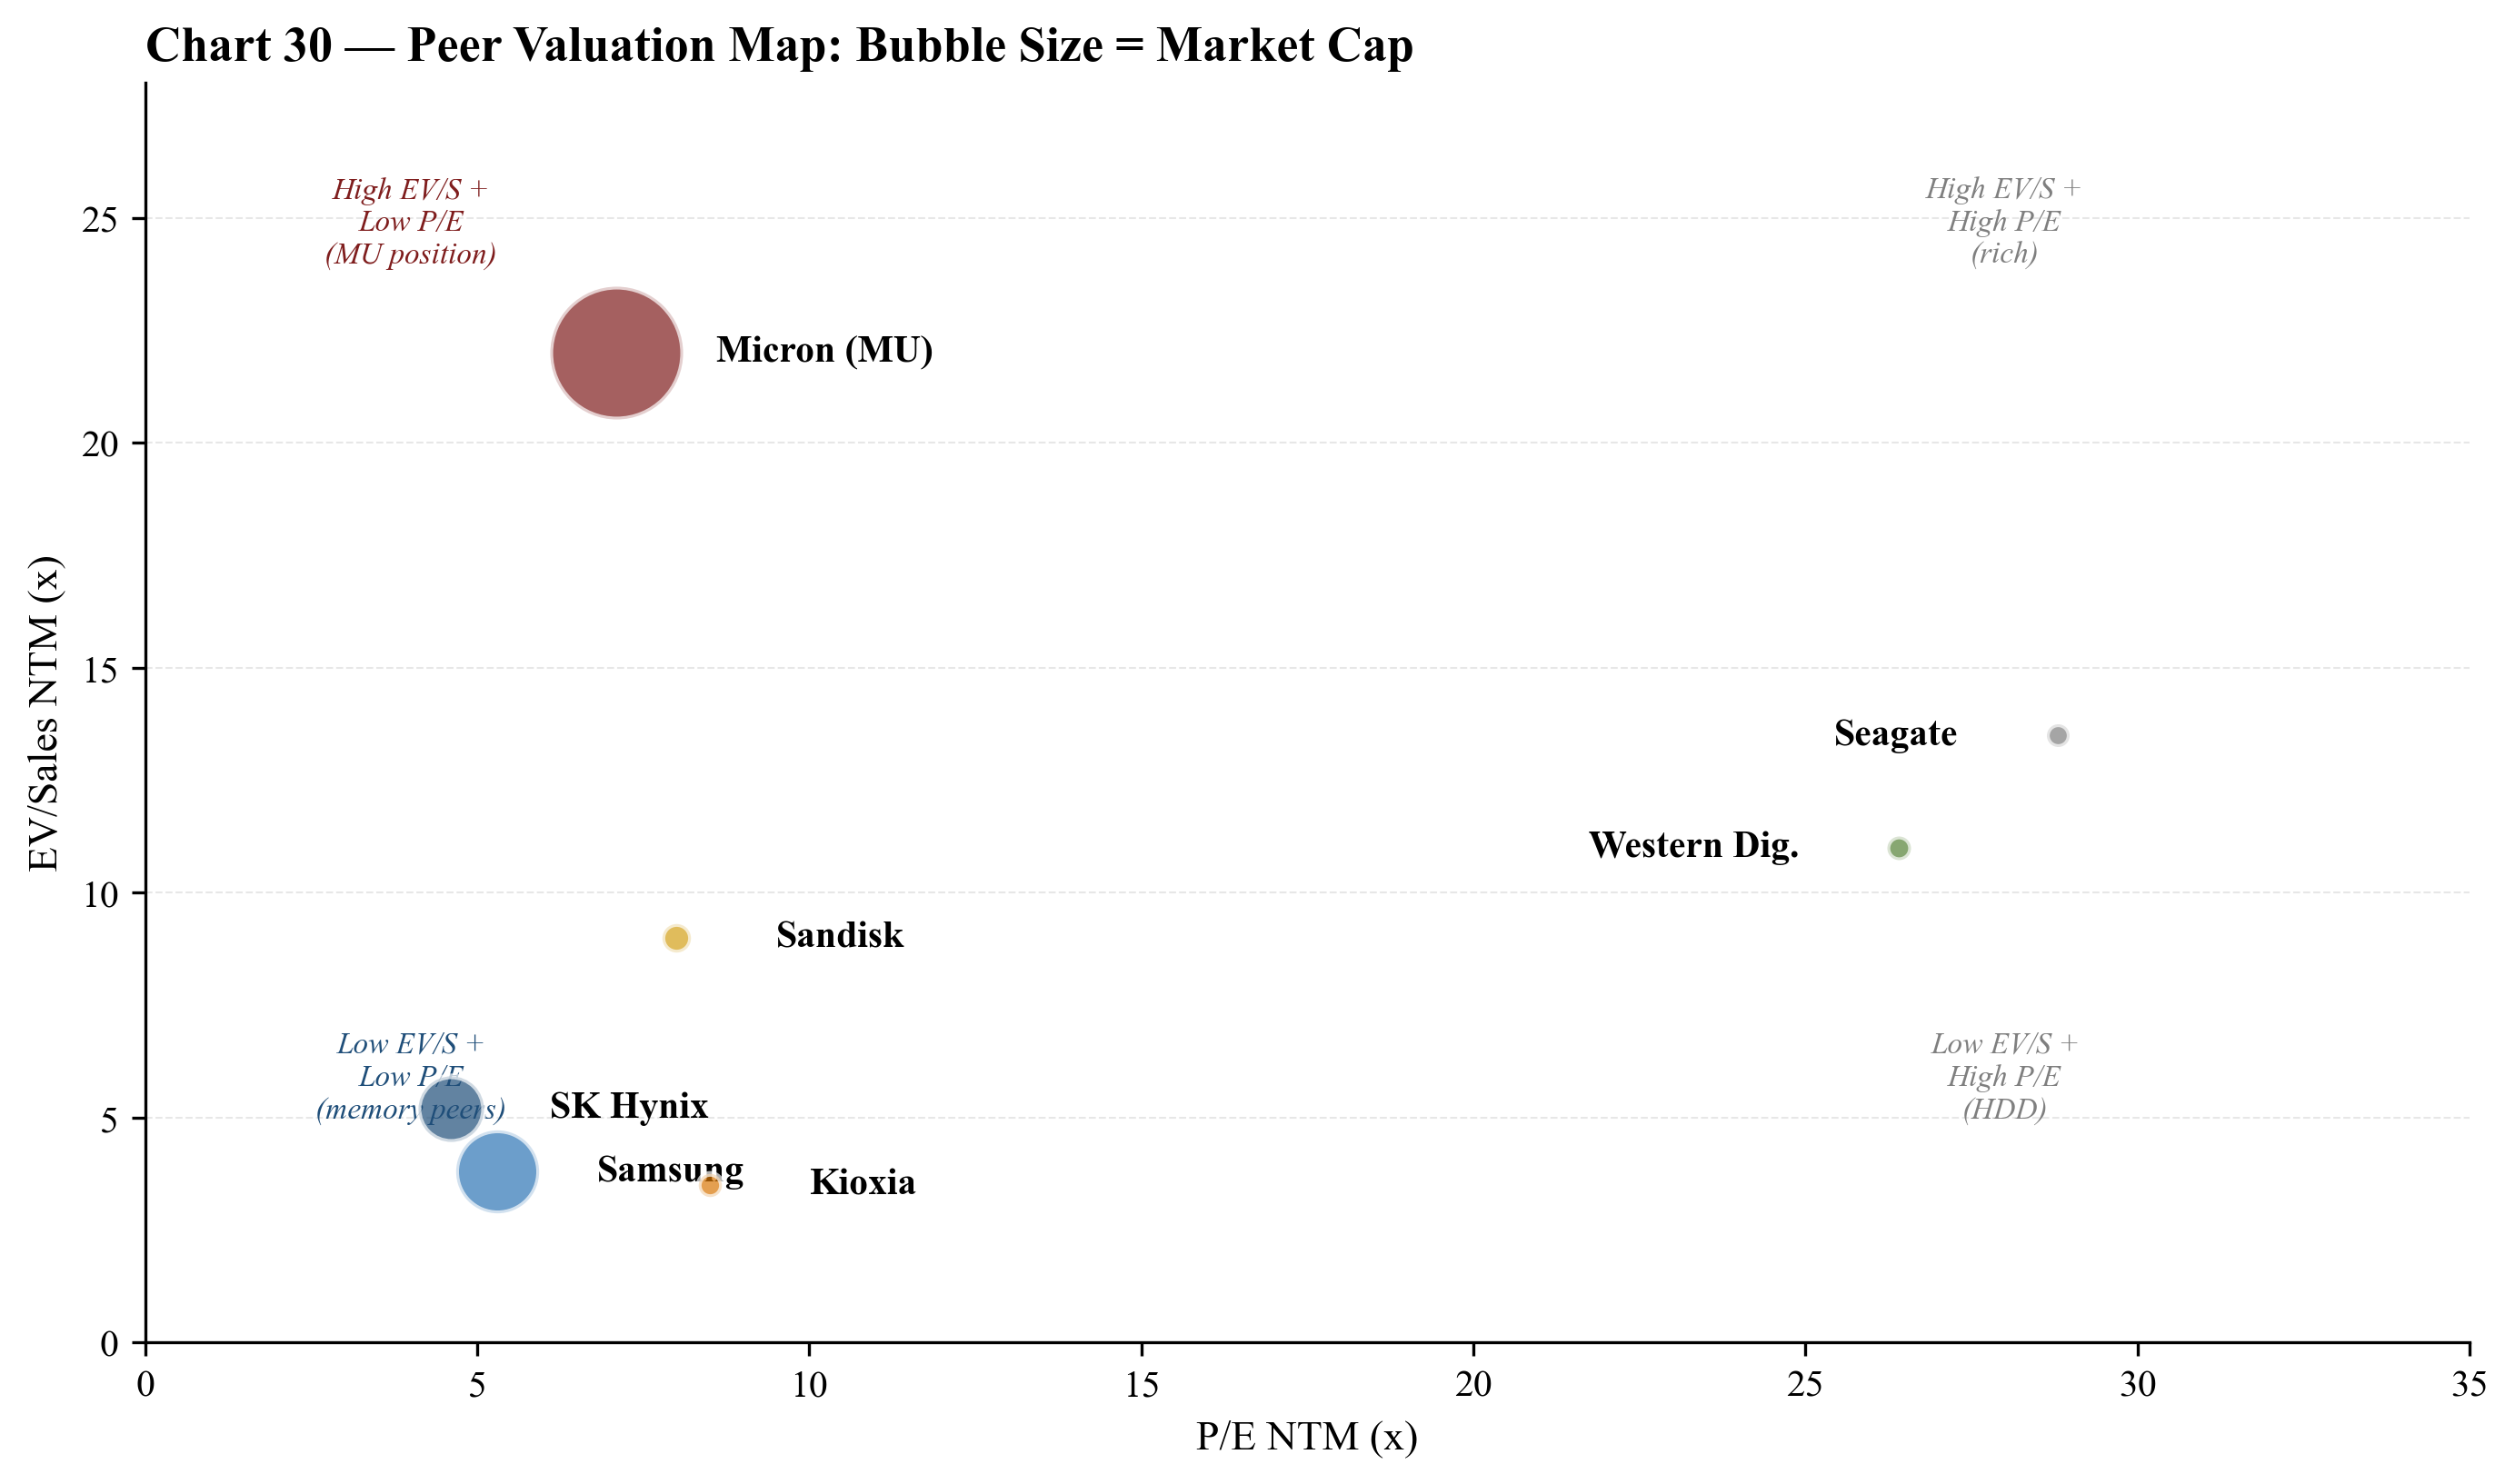 Chart 30 — Peer Valuation Map: Bubble Size = Market Cap
EV/Sales NTM (x)
25
20
15
10
5
0
High EV/S +
Low P/E
(MU position)
High EV/S +
High P/E
(rich)
Micron (MU)
Seagate
Western Dig.
Sandisk
Low EV/S +
Low P/E
(memory peers)
Low EV/S +
High P/E
(HDD)
SK Hynix
Samsung
Kioxia
0
5
10
15
20
25
30
35
P/E NTM (x)